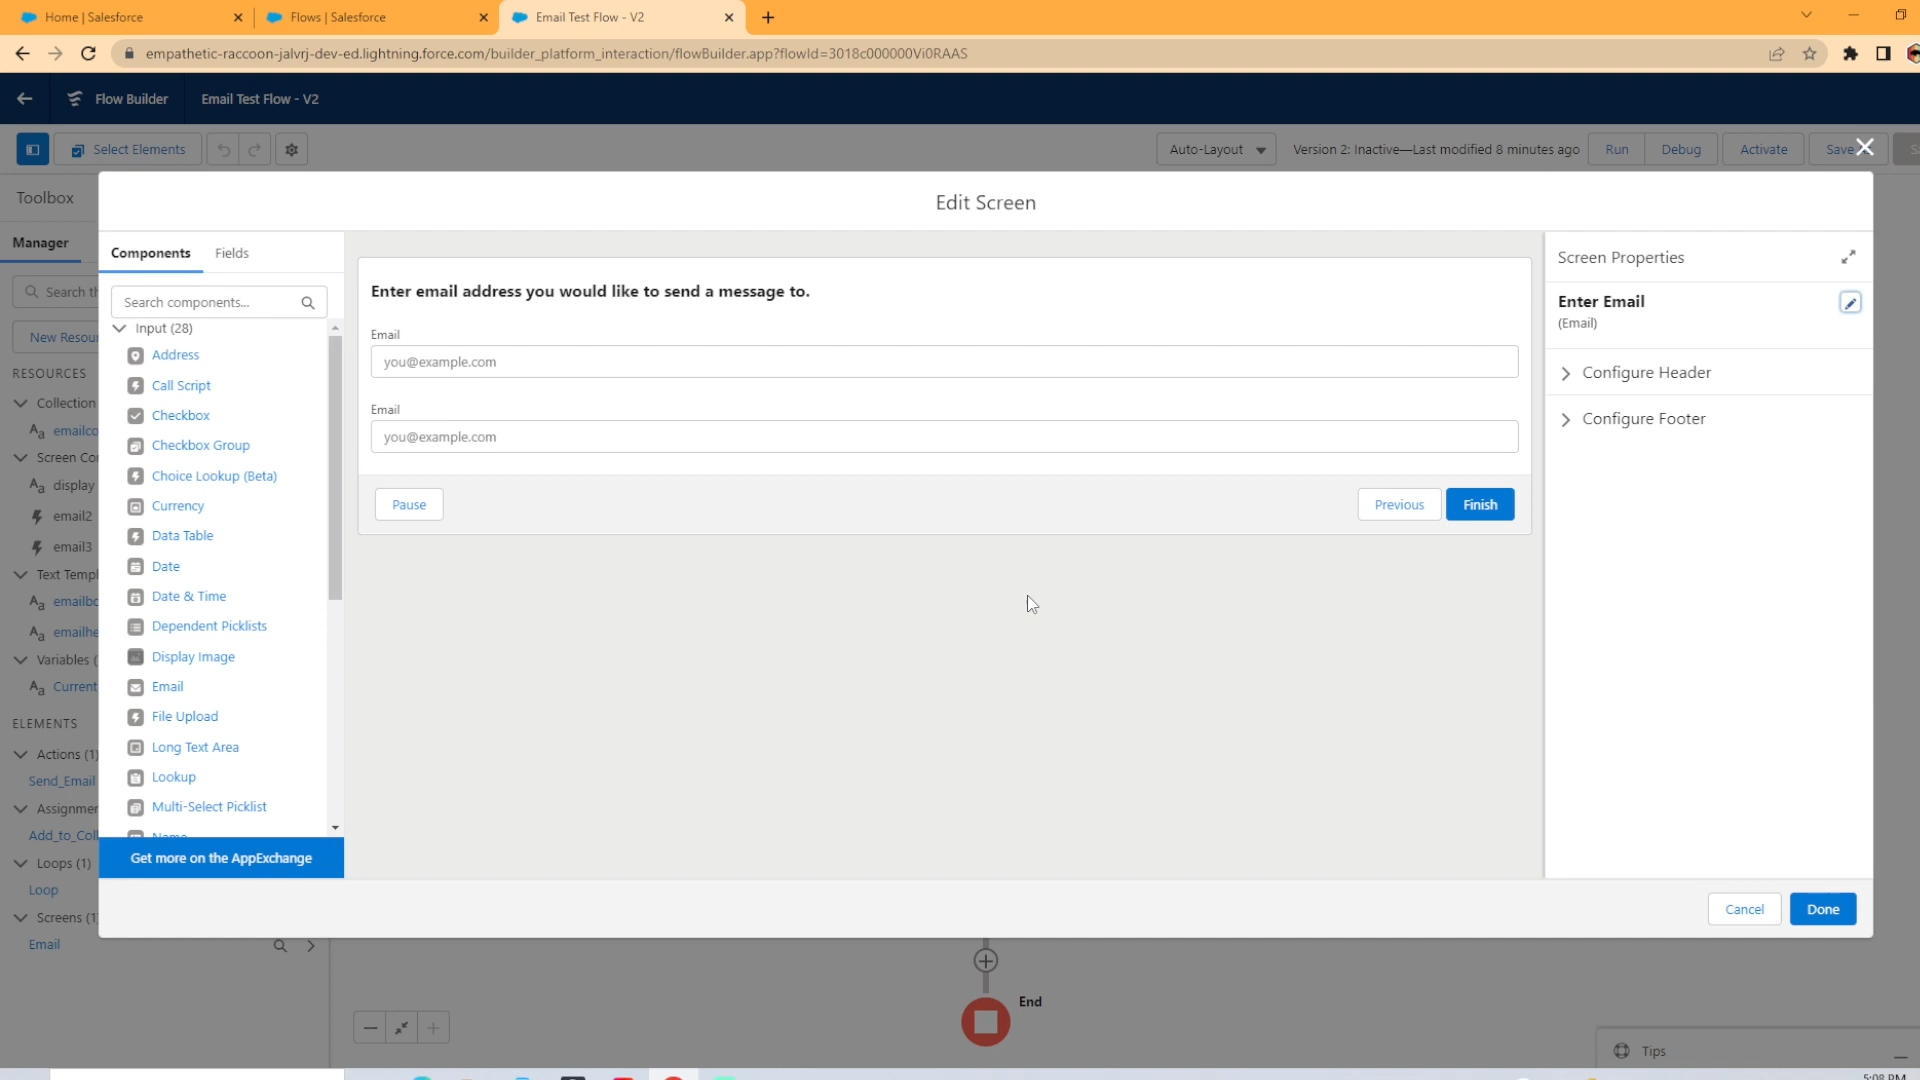 Home | Salesforce
Flows | Salesforce
Email Test Flow - V2
empathetic-raccoon-jalvrj-dev-ed.lightning.force.com/builder_platform_interaction/flowBuilder.app?flowId=3018c000000Vi0RAAS
Flow Builder
Email Test Flow - V2
Select Elements
Auto-Layout
Version 2: Inactive—Last modified 8 minutes ago
Run
Debug
Activate
Save
Toolbox
Manager
Search th
New Resour
RESOURCES
Collection
emailco
Screen Co
display
email2
email3
Text Templ
emailbo
emailhe
Variables (
Current
ELEMENTS
Actions (1)
Send_Email
Assignmen
Add_to_Coll
Loops (1)
Loop
Screens (1
Email
Edit Screen
Components
Fields
Search components...
Input (28)
Address
Call Script
Checkbox
Checkbox Group
Choice Lookup (Beta)
Currency
Data Table
Date
Date & Time
Dependent Picklists
Display Image
Email
File Upload
Long Text Area
Lookup
Multi-Select Picklist
Name
Get more on the AppExchange
Enter email address you would like to send a message to.
Email
you@example.com
Email
you@example.com
Pause
Previous
Finish
Screen Properties
Enter Email
(Email)
Configure Header
Configure Footer
Cancel
Done
End
Tips
5:08 PM